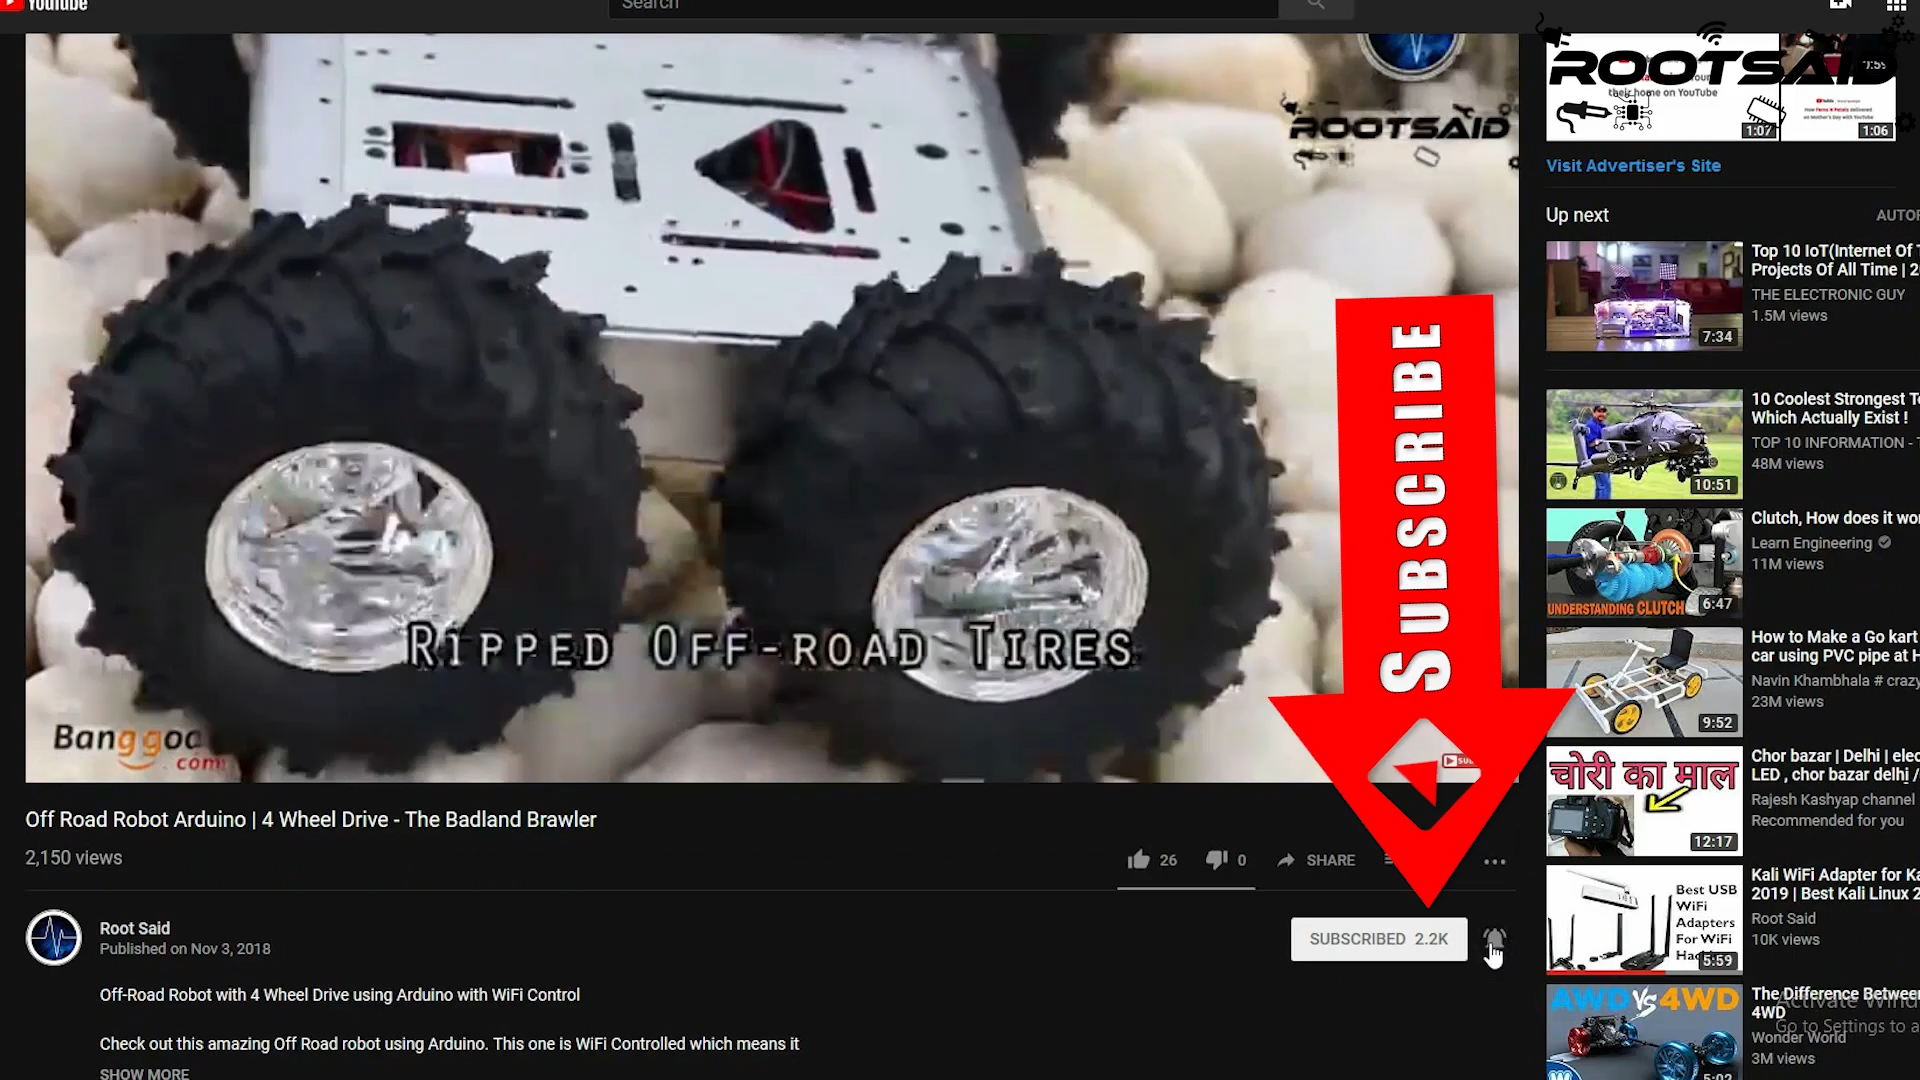 YouTube
Search
ROOTSAID
their home on YouTube
1:07
1:06
Visit Advertiser's Site
Up next
ROOTSAID
Top 10 IoT(Internet Of
Projects Of All Time |
THE ELECTRONIC GUY
1.5M views
7:34
10 Coolest Strongest
Which Actually Exist !
TOP 10 INFORMATION -
48M views
10:51
Clutch, How does it
Learn Engineering
11M views
UNDERSTANDING CLUTCH
6:47
How to Make a Go kart
car using PVC pipe at
Navin Khambhala # crazy
23M views
9:52
Chor bazar | Delhi |
LED , chor bazar delhi /
Rajesh Kashyap channel
Recommended for you
चोरी का माल
12:17
Kali WiFi Adapter for
2019 | Best Kali Linux
Root Said
10K views
Best USB
WiFi
Adapters
For WiFi
5:59
The Difference Between
4WD
Wonder World
3M views
AWD Vs 4WD
5:02
Activate
Go to Settings to
SUBSCRIBE
RIPPED OFF-ROAD TIRES
Banggood
.com
Off Road Robot Arduino | 4 Wheel Drive - The Badland Brawler
2,150 views
26
0
SHARE
Root Said
Published on Nov 3, 2018
SUBSCRIBED 2.2K
Off-Road Robot with 4 Wheel Drive using Arduino with WiFi Control
Check out this amazing Off Road robot using Arduino. This one is WiFi Controlled which means it
SHOW MORE